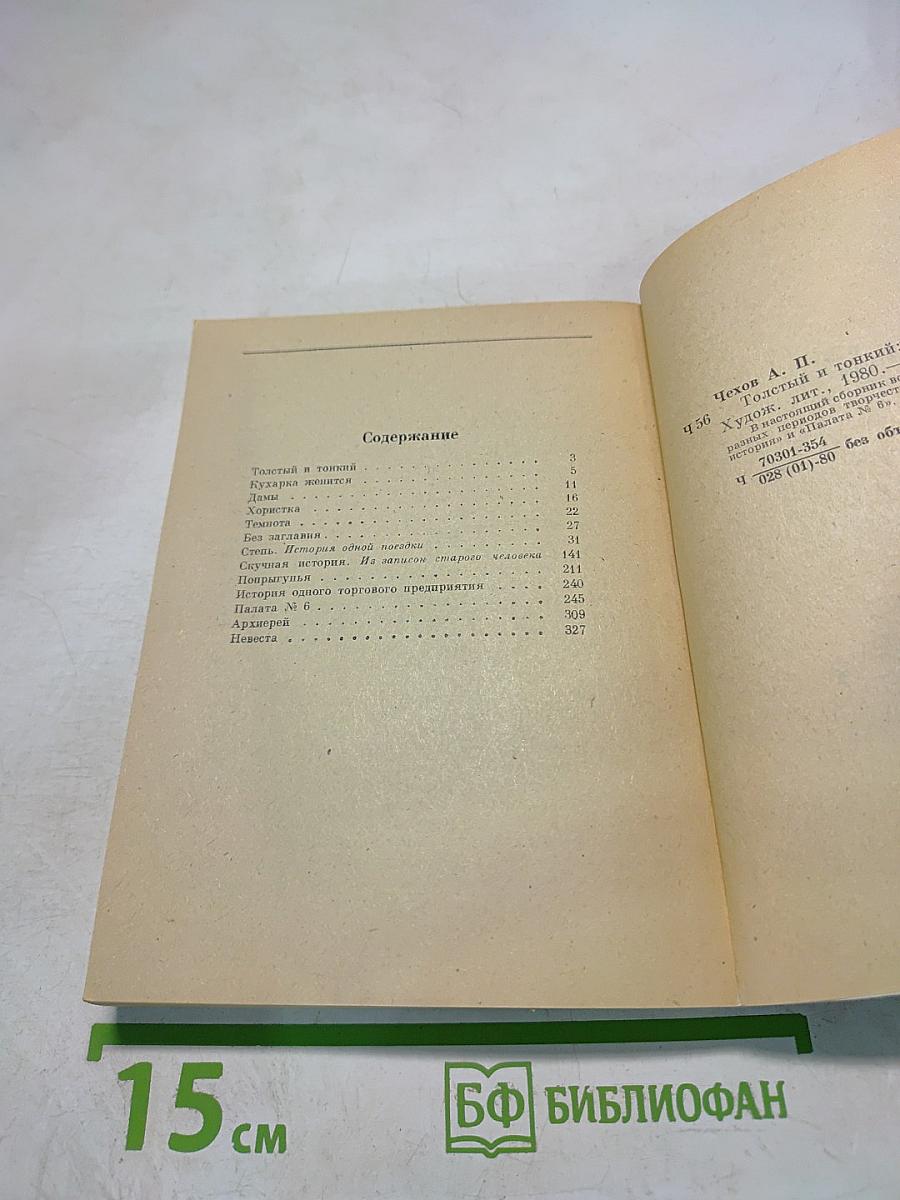 Содержание
Толстый и тонкий . . . . . . . . . . . . . . 3
Кухарка женится . . . . . . . . . . . . . . 5
Дамы . . . . . . . . . . . . . . . . . . . 11
Хористка . . . . . . . . . . . . . . . . . 16
Темнота . . . . . . . . . . . . . . . . . . 22
Без заглавия . . . . . . . . . . . . . . . . 27
Степь. История одной поездки . . . . . . . . 31
Скучная история. Из записок старого человека 141
Попрыгунья . . . . . . . . . . . . . . . . 211
История одного торгового предприятия . . . . 240
Палата № 6 . . . . . . . . . . . . . . . . 245
Архиерей . . . . . . . . . . . . . . . . . 309
Невеста . . . . . . . . . . . . . . . . . . 327
Чехов А. П.
Ч 56 Толстый и тонкий:
Худож. лит., 1980.—
В настоящий сборник
разных периодов
история» и «Палата № 6».
Ч 70301-354
028 (01)-80 без
15 см
БФ БИБЛИОФАН